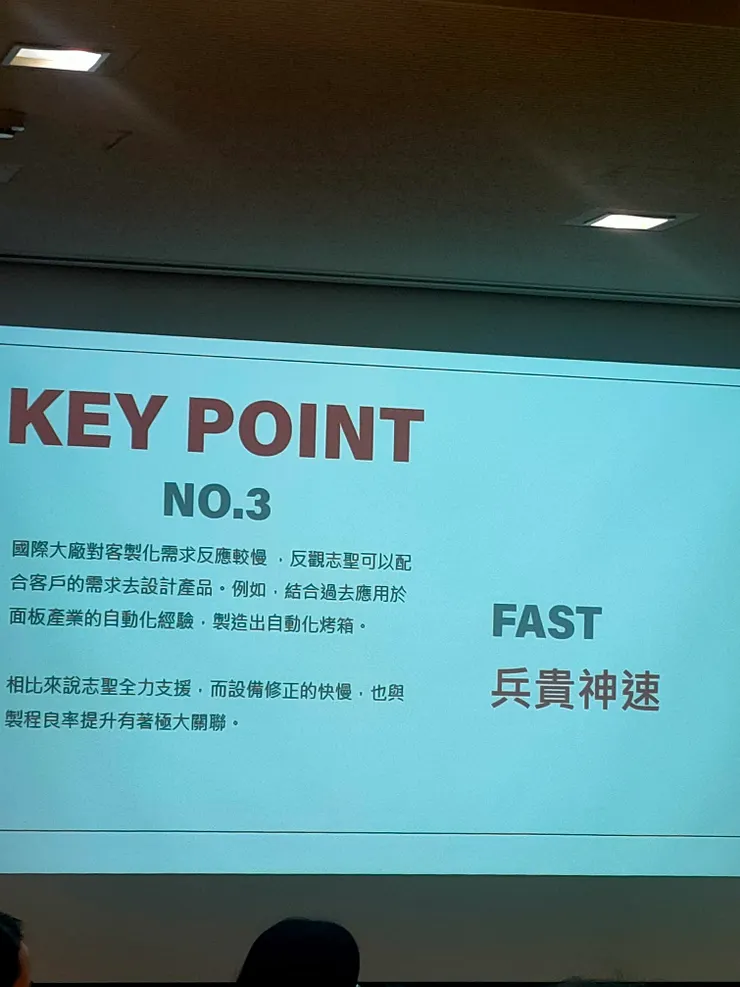 KEY POINT
NO.3
國際大廠對客製化需求反應較慢，反觀志聖可以配
合客戶的需求去設計產品。例如，結合過去應用於
面板產業的自動化經驗，製造出自動化烤箱。
相比來說志聖全力支援，而設備修正的快慢，也與
製程良率提升有著極大關聯。
FAST
兵貴神速